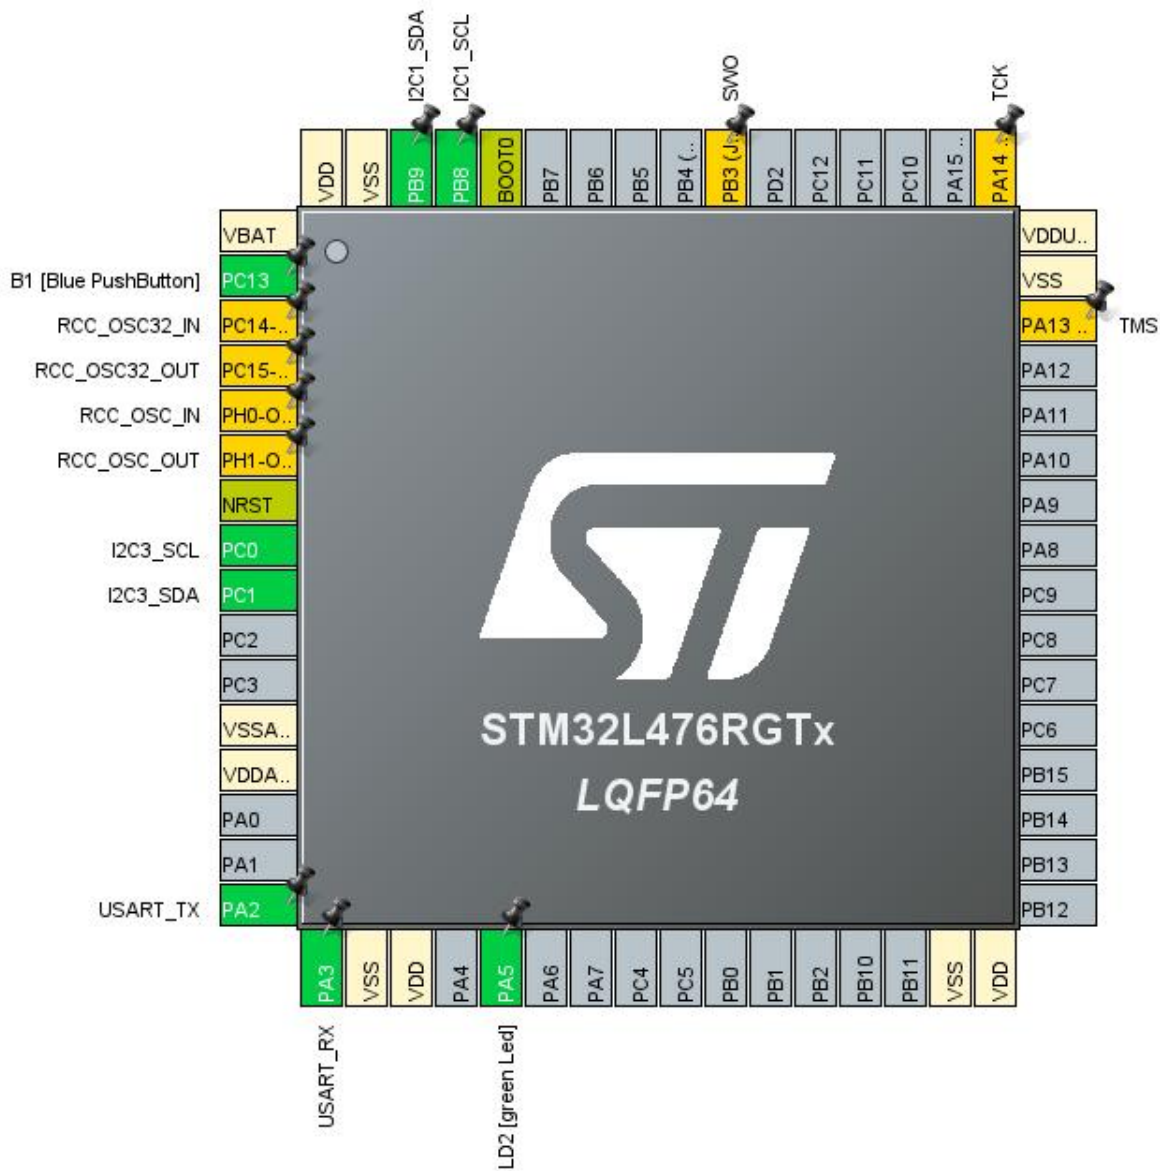 I2C1_SDA
I2C1_SCL
SWO
TCK
VDD
VSS
PB9
PB8
BOOT0
PB7
PB6
PB5
PB4 (..
PB3 (J..
PD2
PC12
PC11
PC10
PA15 ..
PA14 ..
VBAT
B1 [Blue PushButton] PC13
RCC_OSC32_IN PC14-..
RCC_OSC32_OUT PC15-..
RCC_OSC_IN PH0-O..
RCC_OSC_OUT PH1-O..
NRST
I2C3_SCL PC0
I2C3_SDA PC1
PC2
PC3
VSSA..
VDDA..
PA0
PA1
USART_TX PA2
ST
STM32L476RGTx
LQFP64
VDDU..
VSS
PA13 .. TMS
PA12
PA11
PA10
PA9
PA8
PC9
PC8
PC7
PC6
PB15
PB14
PB13
PB12
PA3
VSS
VDD
PA4
PA5
PA6
PA7
PC4
PC5
PB0
PB1
PB2
PB10
PB11
VSS
VDD
USART_RX
LD2 [green Led]